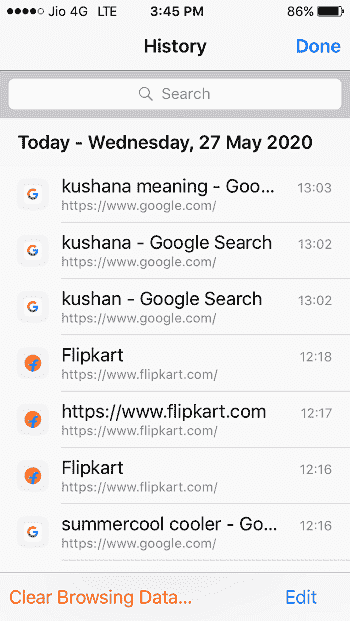 Jio 4G LTE 3:45 PM 86%
History Done
Search
Today - Wednesday, 27 May 2020
kushana meaning - Goo... 13:03
https://www.google.com/
kushana - Google Search 13:02
https://www.google.com/
kushan - Google Search 13:02
https://www.google.com/
Flipkart 12:18
https://www.flipkart.com/
https://www.flipkart.com 12:17
https://www.flipkart.com/
Flipkart 12:16
https://www.flipkart.com/
summercool cooler - Go... 12:16
https://www.google.com/
Clear Browsing Data... Edit